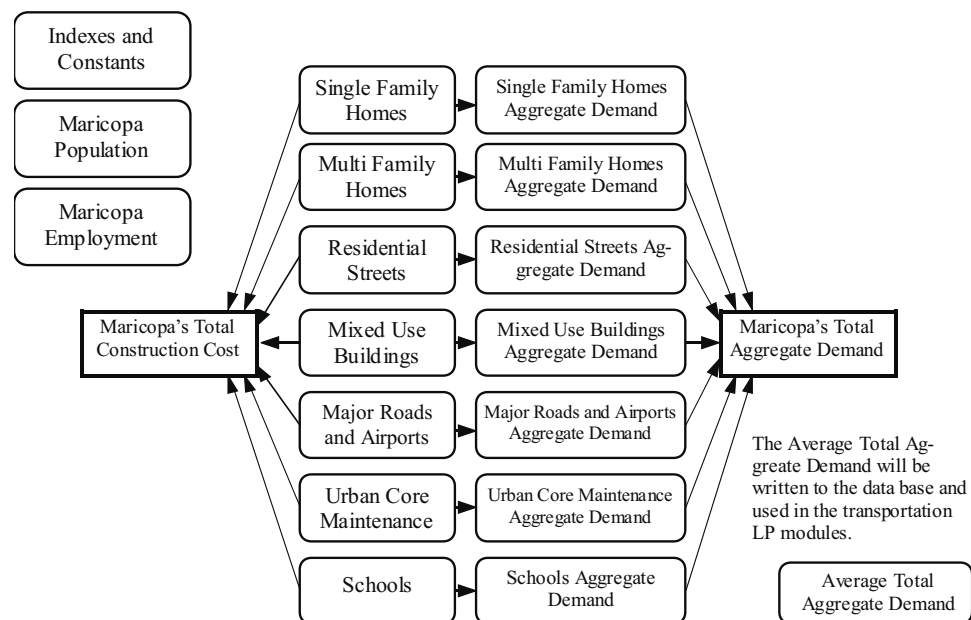 Indexes and
Constants
Maricopa
Population
Maricopa
Employment
Single Family
Homes
Single Family Homes
Aggregate Demand
Multi Family
Homes
Multi Family Homes
Aggregate Demand
Residential
Streets
Residential Streets Ag-
gregate Demand
Maricopa's Total
Construction Cost
Mixed Use
Buildings
Mixed Use Buildings
Aggregate Demand
Maricopa's Total
Aggregate Demand
Major Roads
and Airports
Major Roads and Airports
Aggregate Demand
Urban Core
Maintenance
Urban Core Maintenance
Aggregate Demand
Schools
Schools Aggregate
Demand
The Average Total Ag-
greate Demand will be
written to the data base and
used in the transportation
LP modules.
Average Total
Aggregate Demand